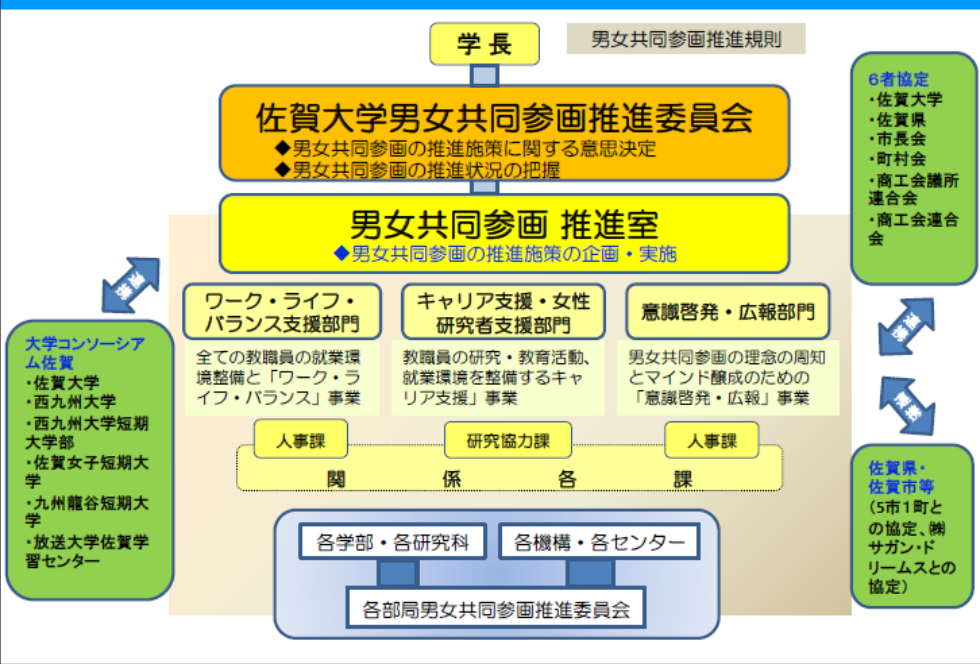 学 長
男女共同参画推進規則
佐賀大学男女共同参画推進委員会
◆男女共同参画の推進施策に関する意思決定
◆男女共同参画の推進状況の把握
男女共同参画 推進室
◆男女共同参画の推進施策の企画・実施
6者協定
・佐賀大学
・佐賀県
・市長会
・町村会
・商工会議所
連合会
・商工会連合
会
連携
連携
連携
大学コンソーシア
ム佐賀
・佐賀大学
・西九州大学
・西九州大学短期
大学部
・佐賀女子短期大
学
・九州龍谷短期大
学
・放送大学佐賀学
習センター
ワーク・ライフ・
バランス支援部門
全ての教職員の就業環
境整備と「ワーク・ラ
イフ・バランス」事業
キャリア支援・女性
研究者支援部門
教職員の研究・教育活動、
就業環境を整備するキャ
リア支援」事業
意識啓発・広報部門
男女共同参画の理念の周知
とマインド醸成のための
「意識啓発・広報」事業
人事課
研究協力課
人事課
関 係 各 課
佐賀県・
佐賀市等
(5市1町と
の協定、㈱
サガン・ド
リームスとの
協定)
各学部・各研究科
各機構・各センター
各部局男女共同参画推進委員会